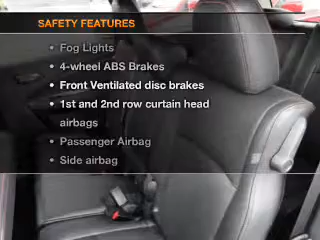 SAFETY FEATURES
• Fog Lights
• 4-wheel ABS Brakes
• Front Ventilated disc brakes
• 1st and 2nd row curtain head
airbags
• Passenger Airbag
• Side airbag